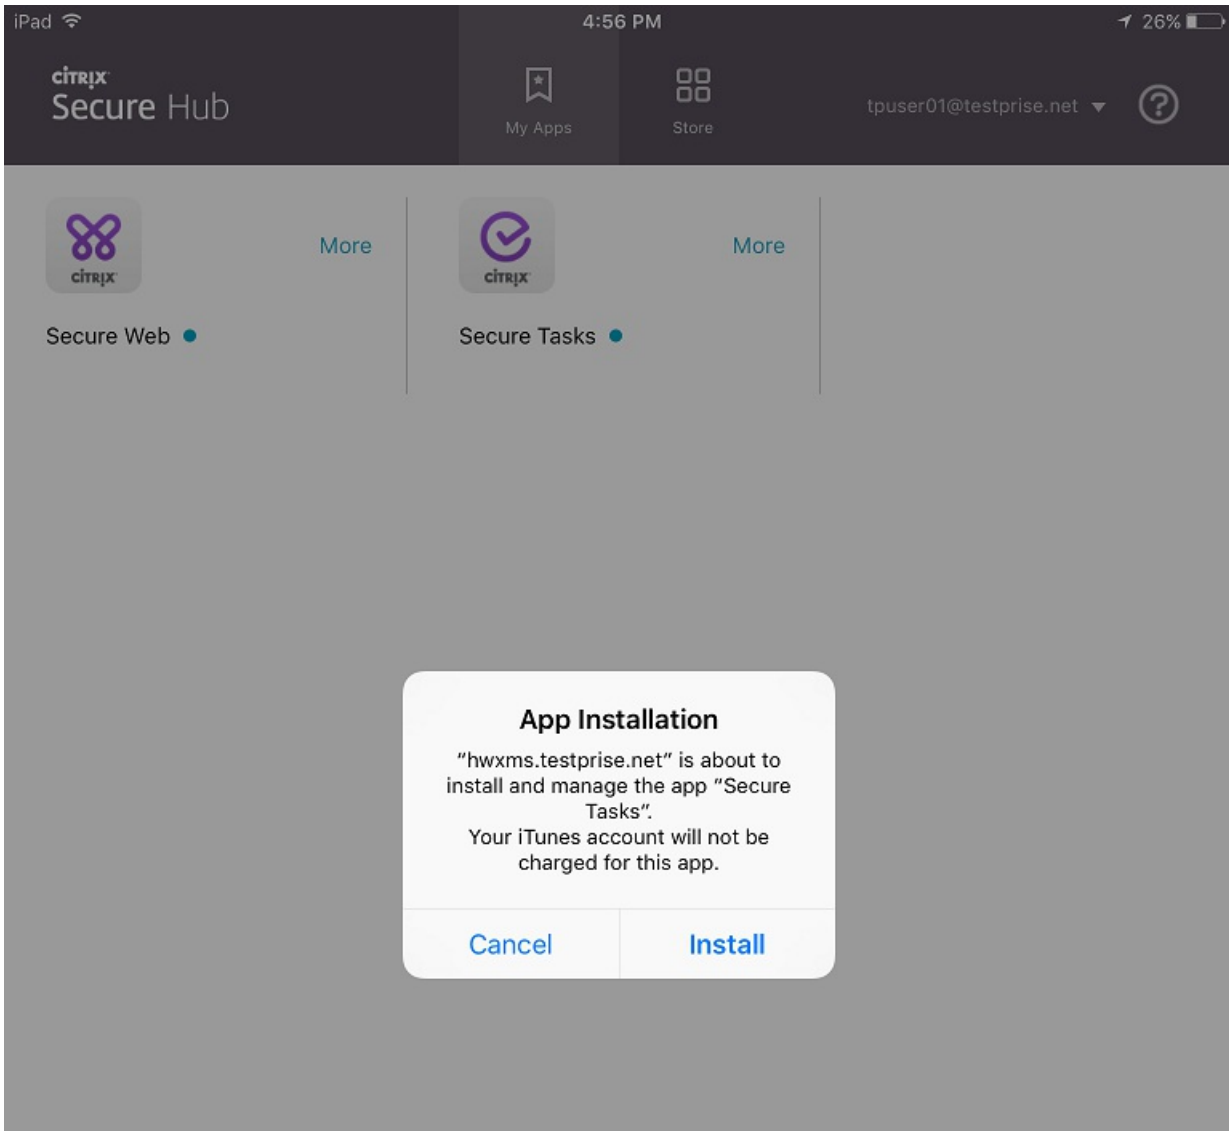 iPad 4:56 PM 26%
citrix
Secure Hub
My Apps Store tpuser01@testprise.net ?
citrix More citrix More
Secure Web Secure Tasks
App Installation
"hwxms.testprise.net" is about to
install and manage the app "Secure
Tasks".
Your iTunes account will not be
charged for this app.
Cancel Install